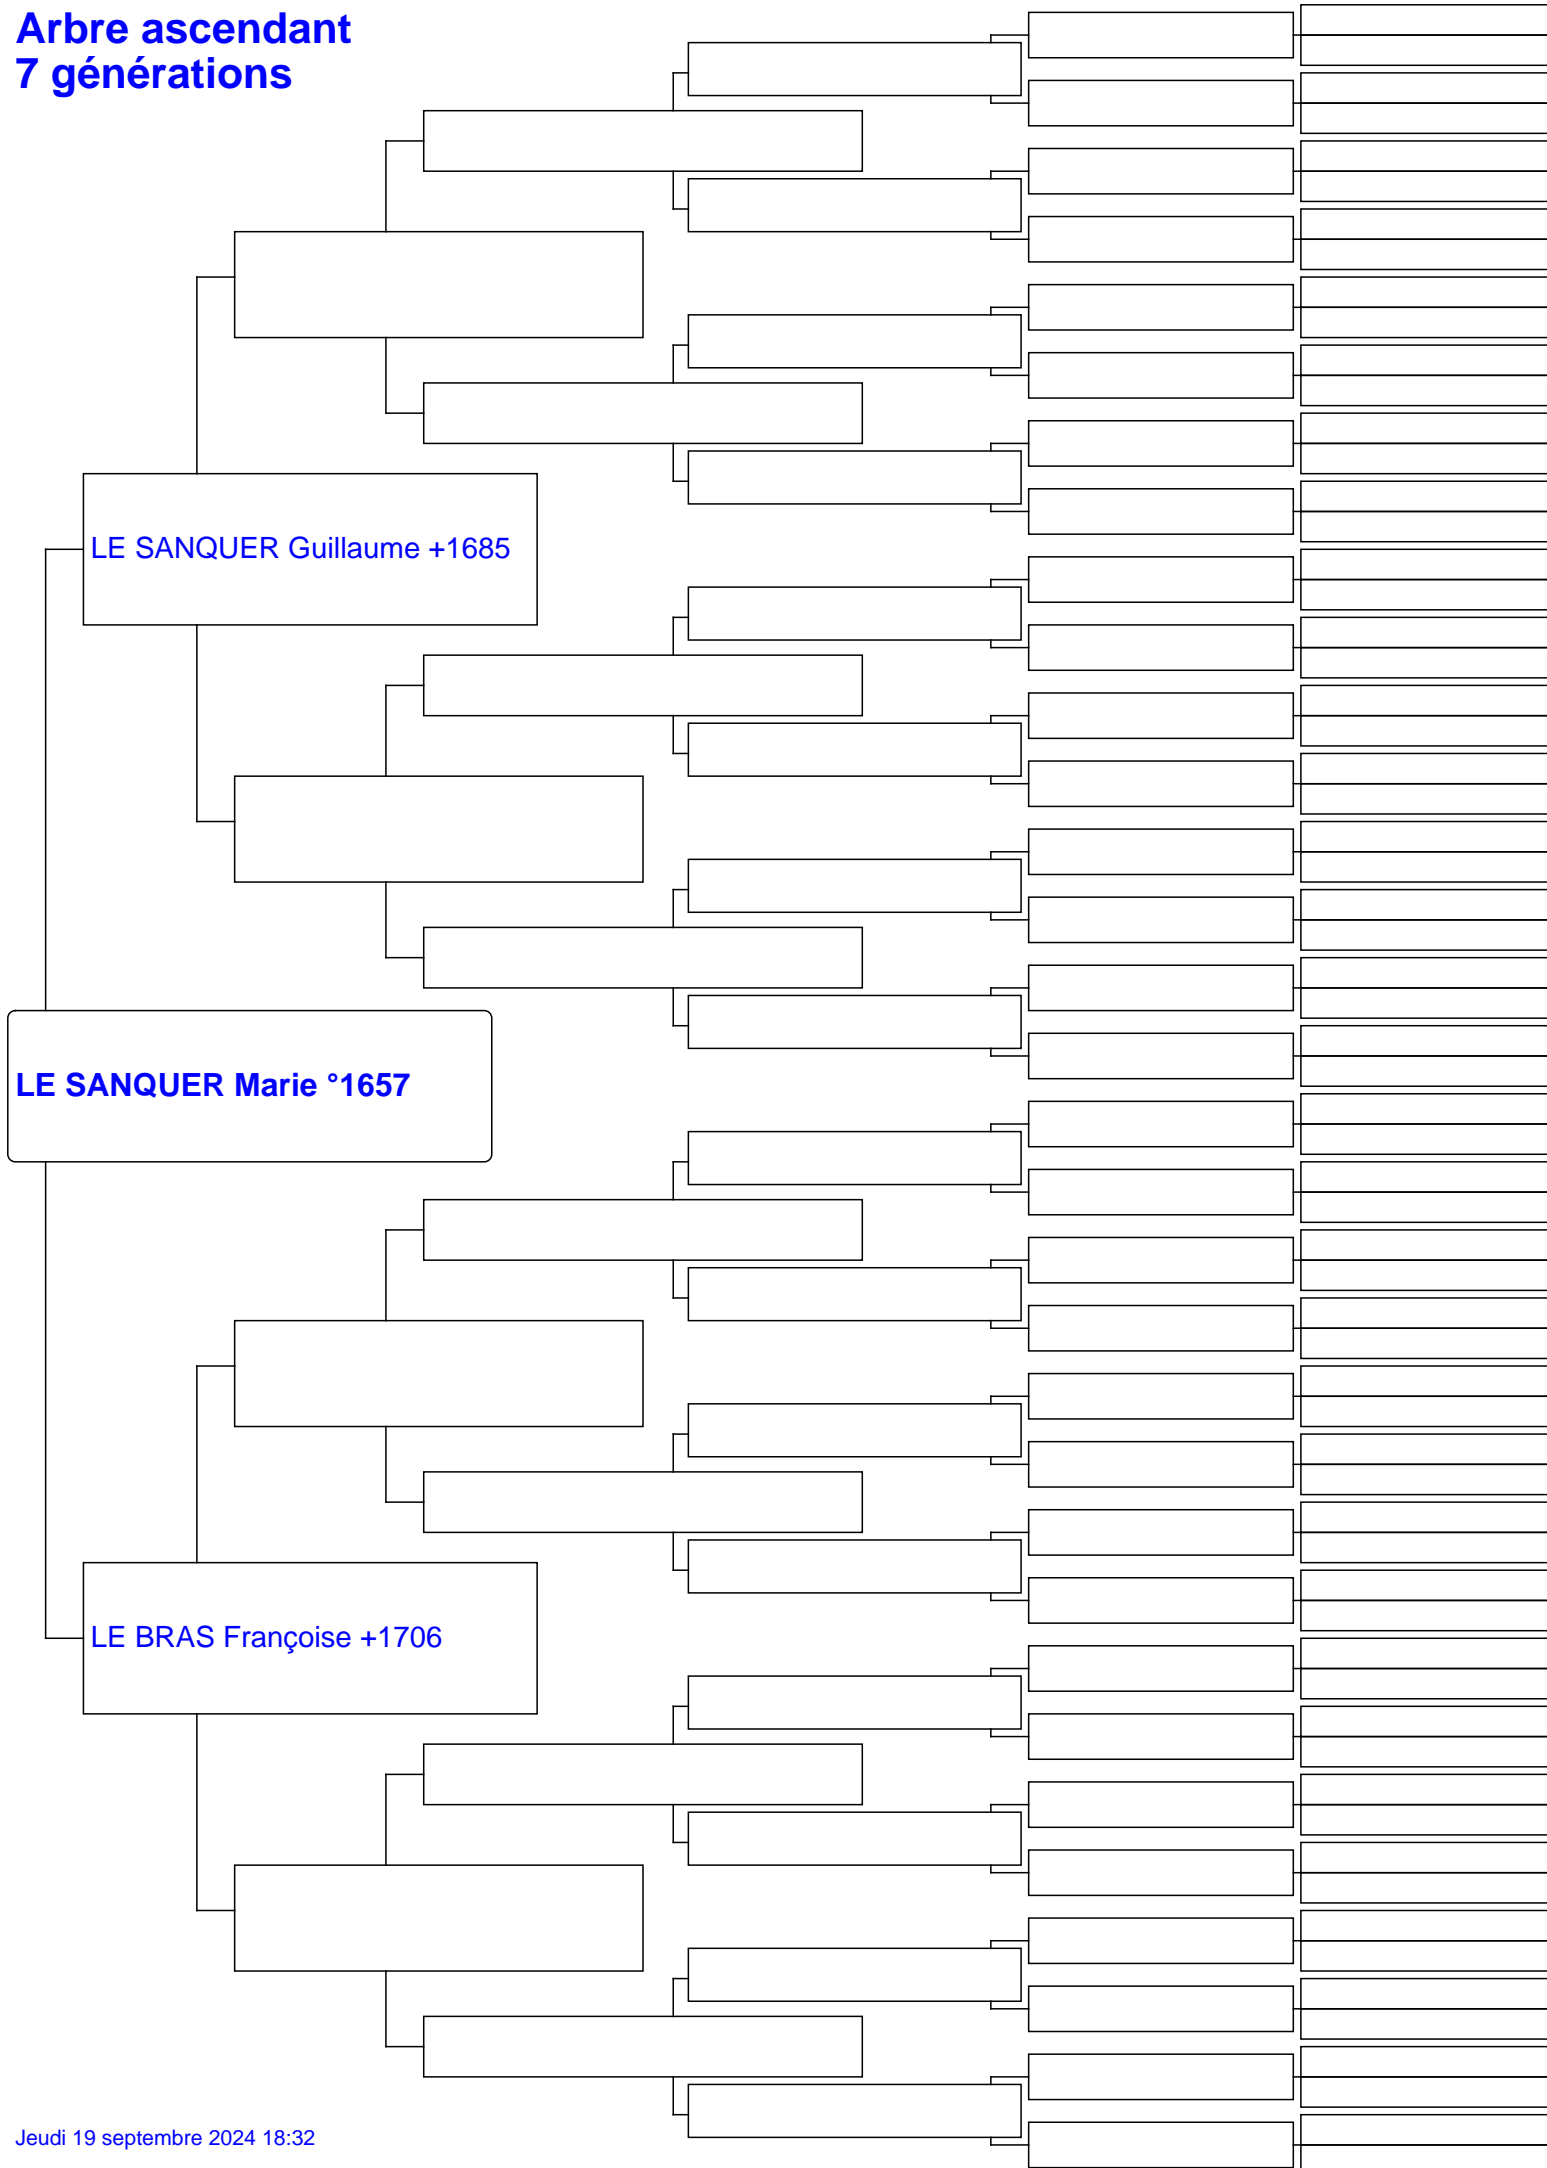 Arbre ascendant
7 générations
LE SANQUER Guillaume +1685
LE SANQUER Marie °1657
LE BRAS Françoise +1706
Jeudi 19 septembre 2024 18:32